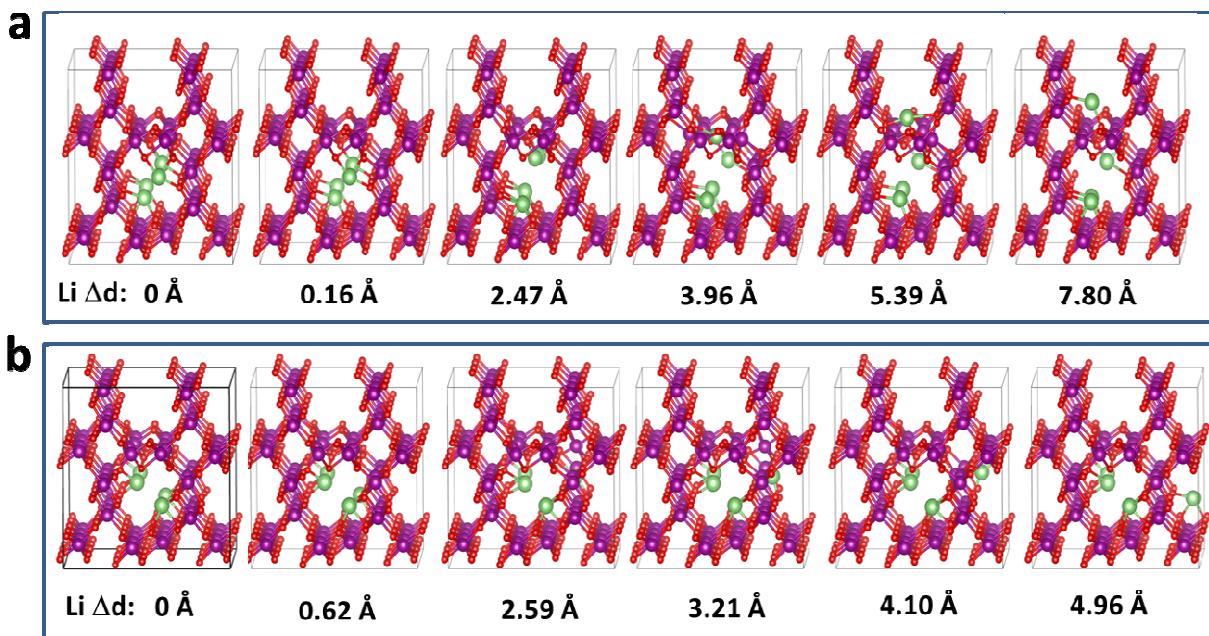 a
Li Δd: 0 Å 0.16 Å 2.47 Å 3.96 Å 5.39 Å 7.80 Å
b
Li Δd: 0 Å 0.62 Å 2.59 Å 3.21 Å 4.10 Å 4.96 Å